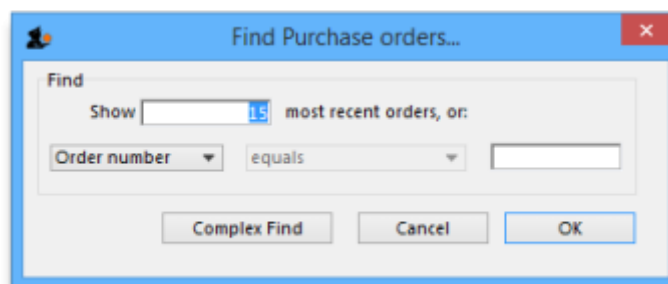 Find Purchase orders...
Find
Show 15 most recent orders, or:
Order number equals
Complex Find Cancel OK